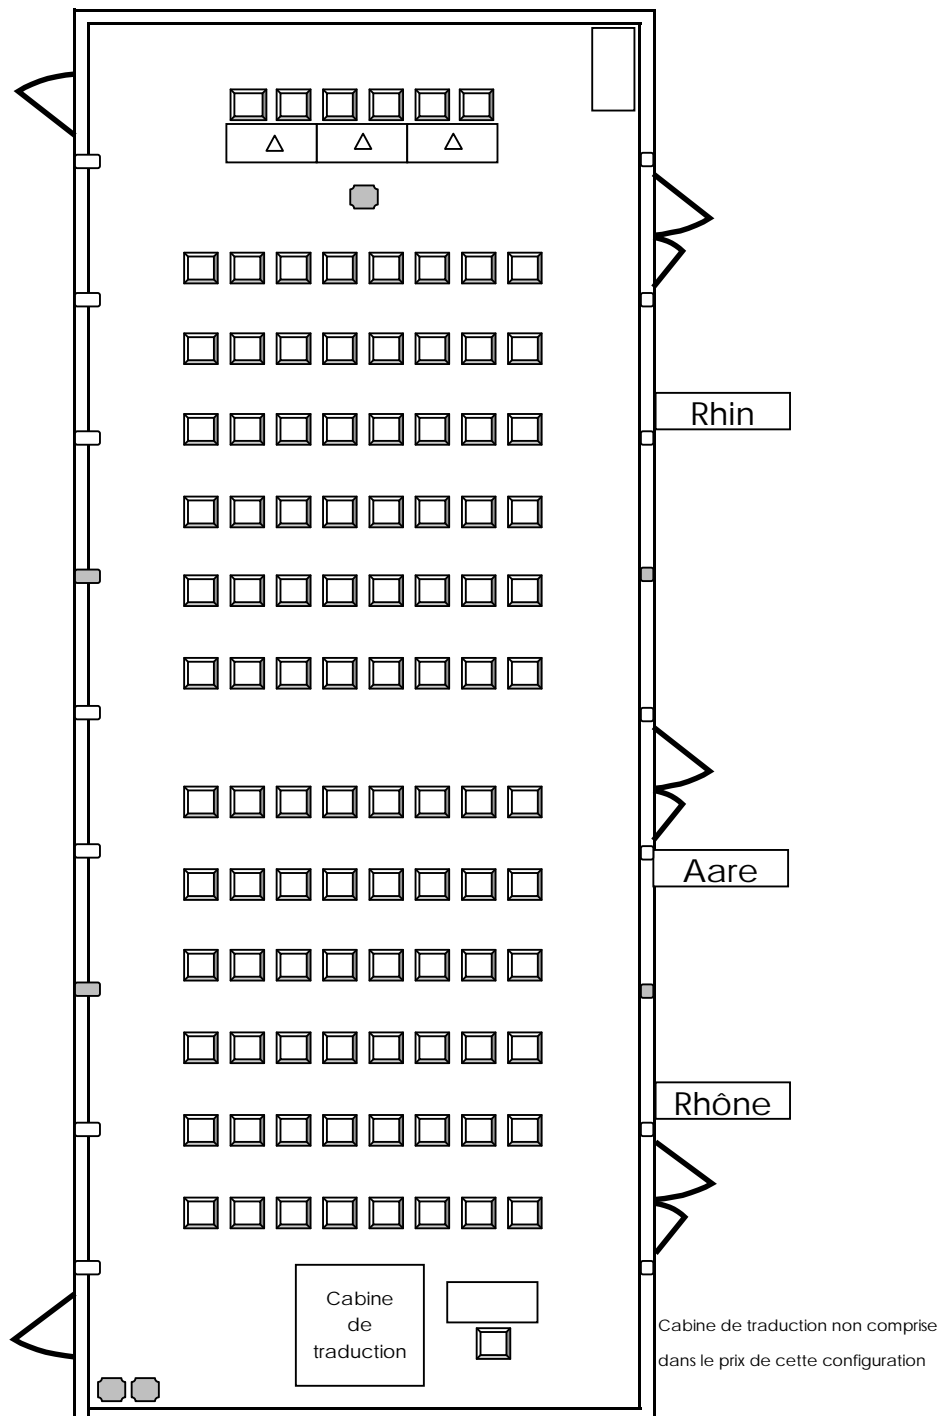 Rhin
Aare
Rhône
Cabine
de
traduction
Cabine de traduction non comprise
dans le prix de cette configuration